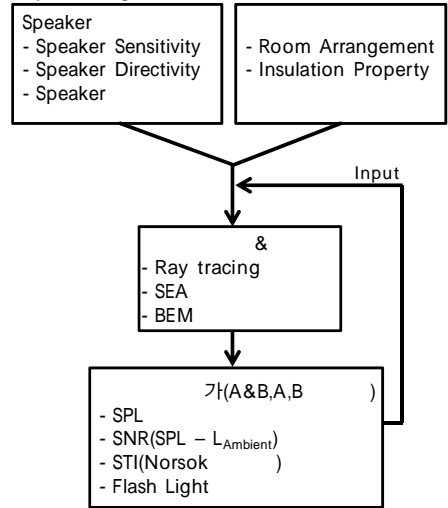 Speaker
- Speaker Sensitivity
- Speaker Directivity
- Speaker
- Room Arrangement
- Insulation Property
Input
&
- Ray tracing
- SEA
- BEM
가(A&B,A,B )
- SPL
- SNR(SPL – LAmbient)
- STI(Norsok )
- Flash Light